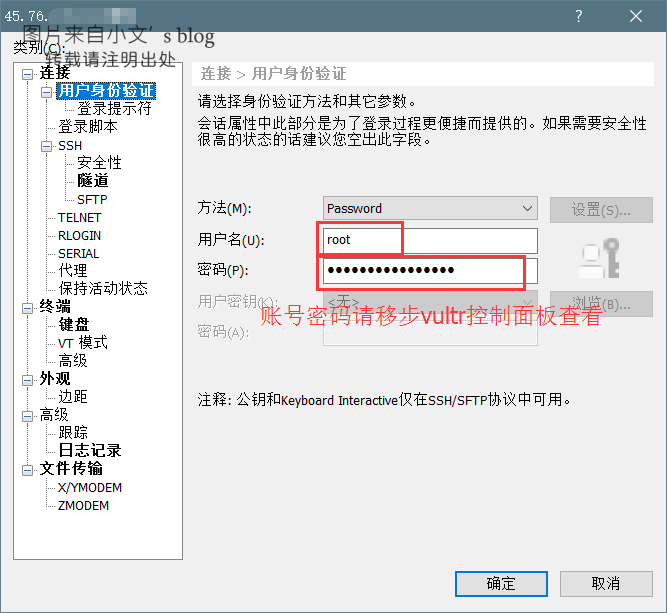 45.76.
图片来自小文’s blog
类别(C):
转载请注明出处
连接
用户身份验证
登录提示符
登录脚本
SSH
安全性
隧道
SFTP
TELNET
RLOGIN
SERIAL
代理
保持活动状态
终端
键盘
VT 模式
高级
外观
边距
高级
跟踪
日志记录
文件传输
X/YMODEM
ZMODEM
连接 > 用户身份验证
请选择身份验证方法和其它参数。
会话属性中此部分是为了登录过程更便捷而提供的。如果需要安全性
很高的状态的话建议您空出此字段。
方法(M):
Password
设置(S)...
用户名(U):
root
密码(P):
●●●●●●●●●●●●●●●●
用户密钥(K):
<无>
浏览(B)...
账号密码请移步vultr控制面板查看
密码(A):
注释: 公钥和Keyboard Interactive仅在SSH/SFTP协议中可用。
确定
取消